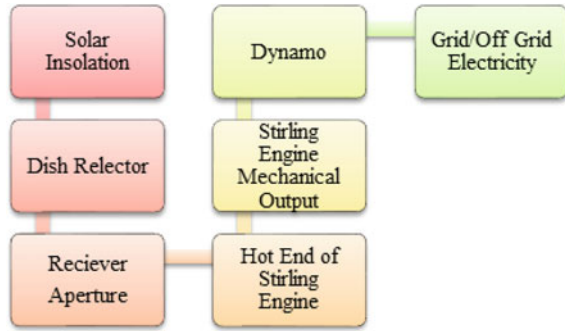 Solar
Insolation
Dish Relector
Reciever
Aperture
Hot End of
Stirling
Engine
Stirling
Engine
Mechanical
Output
Dynamo
Grid/Off Grid
Electricity